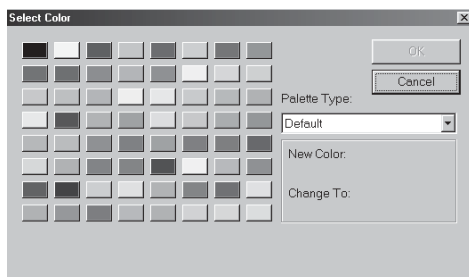 Select Color
OK
Cancel
Palette Type:
Default
New Color:
Change To: